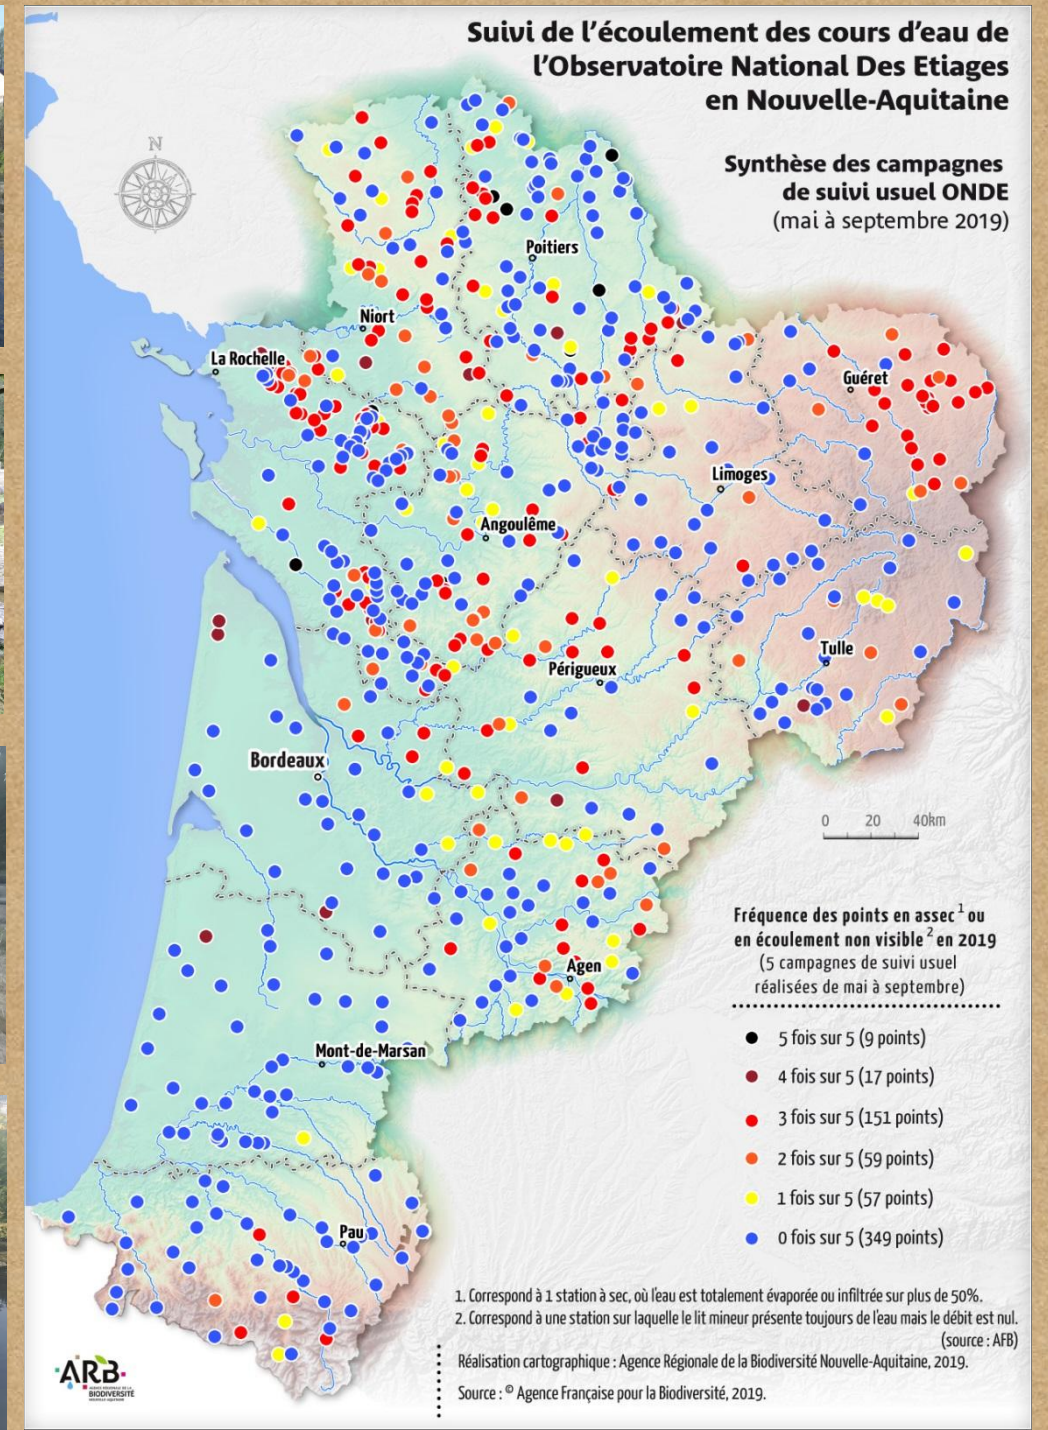 Suivi de l'écoulement des cours d'eau de
l'Observatoire National Des Etiages
en Nouvelle-Aquitaine
Synthèse des campagnes
de suivi usuel ONDE
(mai à septembre 2019)
N
Poitiers
Niort
La Rochelle
Guéret
Limoges
Angoulême
Tulle
Périgueux
Bordeaux
0 20 40km
Fréquence des points en assec¹ ou
en écoulement non visible² en 2019
(5 campagnes de suivi usuel
réalisées de mai à septembre)
Agen
5 fois sur 5 (9 points)
Mont-de-Marsan
4 fois sur 5 (17 points)
3 fois sur 5 (151 points)
2 fois sur 5 (59 points)
1 fois sur 5 (57 points)
Pau
0 fois sur 5 (349 points)
1. Correspond à 1 station à sec, où l'eau est totalement évaporée ou infiltrée sur plus de 50%.
2. Correspond à une station sur laquelle le lit mineur présente toujours de l'eau mais le débit est nul.
(source : AFB)
Réalisation cartographique : Agence Régionale de la Biodiversité Nouvelle-Aquitaine, 2019.
Source : © Agence Française pour la Biodiversité, 2019.
ARB
AGENCE RÉGIONALE DE LA
BIODIVERSITÉ
NOUVELLE-AQUITAINE